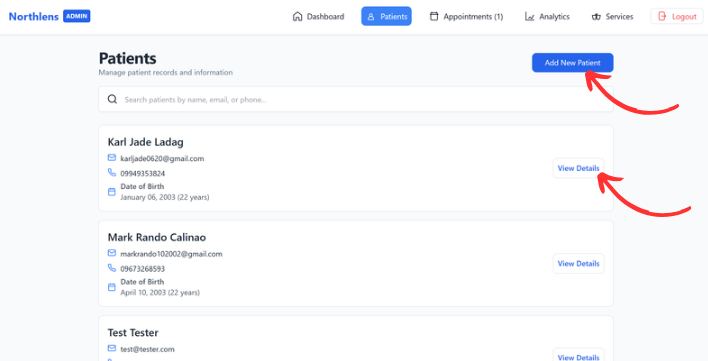 Northlens ADMIN
Dashboard
Patients
Appointments (1)
Analytics
Services
Logout
Patients
Manage patient records and information
Add New Patient
Search patients by name, email, or phone...
Karl Jade Ladag
karljade0620@gmail.com
09949353824
Date of Birth
January 06, 2003 (22 years)
View Details
Mark Rando Calinao
markrando102002@gmail.com
09673268593
Date of Birth
April 10, 2003 (22 years)
View Details
Test Tester
test@tester.com
View Details